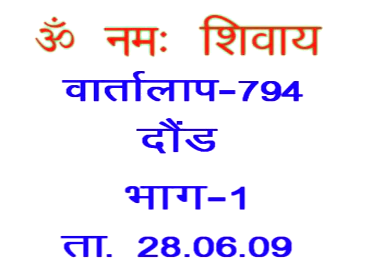 ॐ नमः शिवाय
वार्तालाप-794
दौंड
भाग-1
ता. 28.06.09